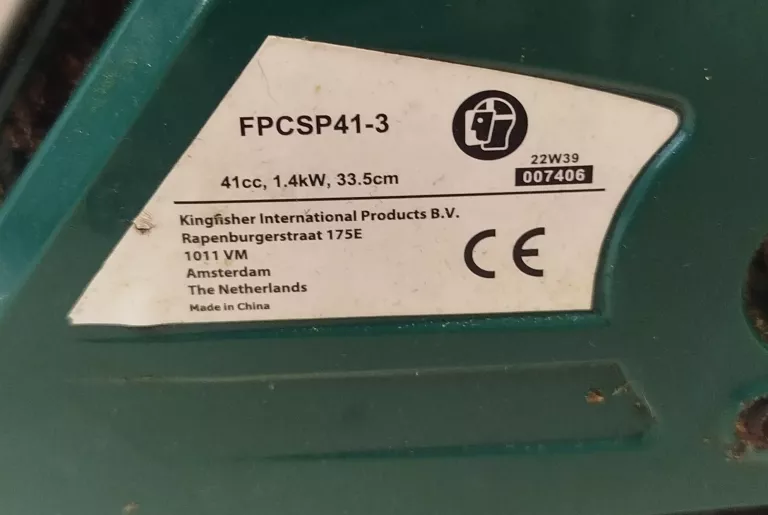 FPCSP41-3
22W39
41cc, 1.4kW, 33.5cm
007406
Kingfisher International Products B.V.
Rapenburgerstraat 175E
1011 VM
Amsterdam
The Netherlands
Made in China
CE